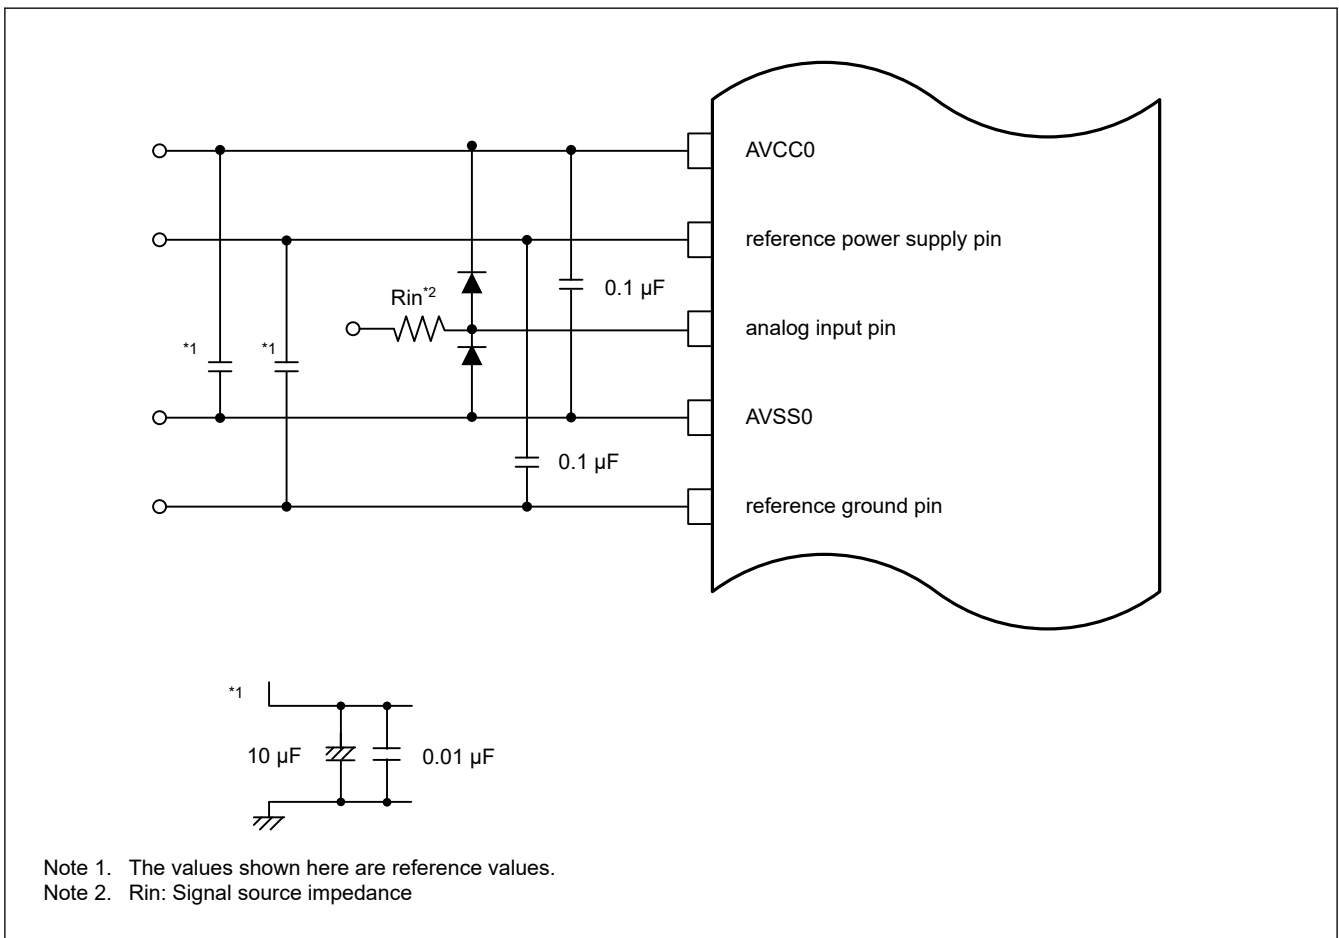 AVCC0
reference power supply pin
Rin*2
0.1 µF
analog input pin
*1
*1
AVSS0
0.1 µF
reference ground pin
*1
10 µF
0.01 µF
Note 1. The values shown here are reference values.
Note 2. Rin: Signal source impedance